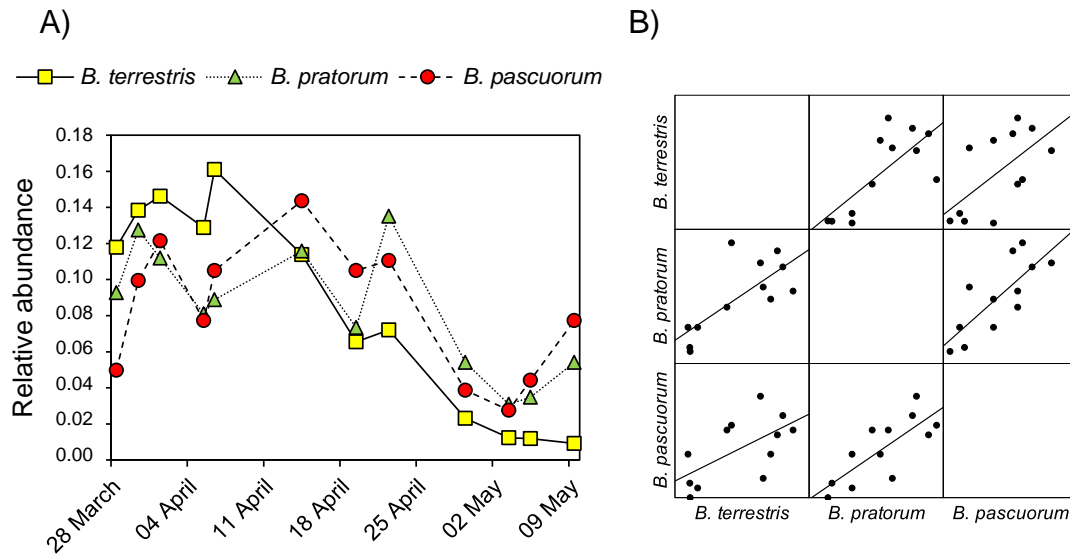 A)
B. terrestris B. pratorum B. pascuorum
Relative abundance
0.18
0.16
0.14
0.12
0.10
0.08
0.06
0.04
0.02
0.00
28 March 04 April 11 April 18 April 25 April 02 May 09 May
B)
B. terrestris
B. pratorum
B. pascuorum
B. terrestris B. pratorum B. pascuorum